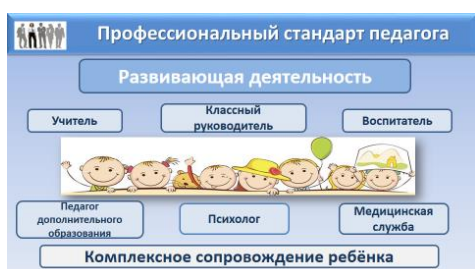 Профессиональный стандарт педагога
Развивающая деятельность
Учитель
Классный
руководитель
Воспитатель
Педагог
дополнительного
образования
Психолог
Медицинская
служба
Комплексное сопровождение ребёнка